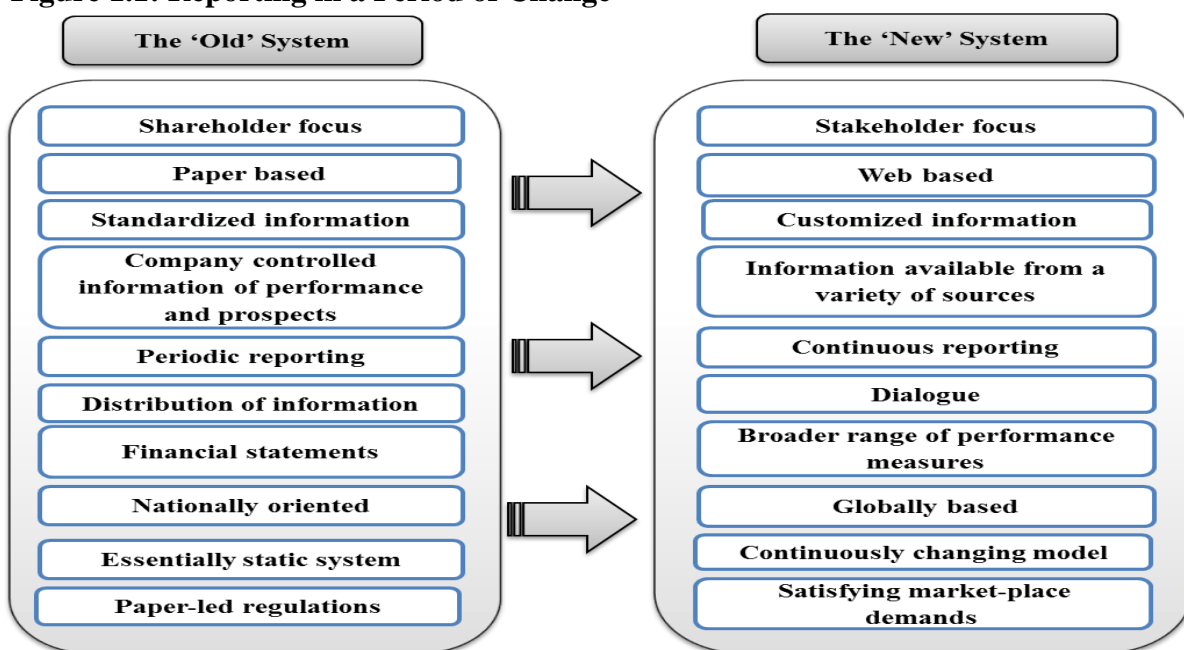 Figure Reporting in a Period of Change
The ‘Old’ System
Shareholder focus
Paper based
Standardized information
Company controlled
information of performance
and prospects
Periodic reporting
Distribution of information
Financial statements
Nationally oriented
Essentially static system
Paper-led regulations
The ‘New’ System
Stakeholder focus
Web based
Customized information
Information available from a
variety of sources
Continuous reporting
Dialogue
Broader range of performance
measures
Globally based
Continuously changing model
Satisfying market-place
demands